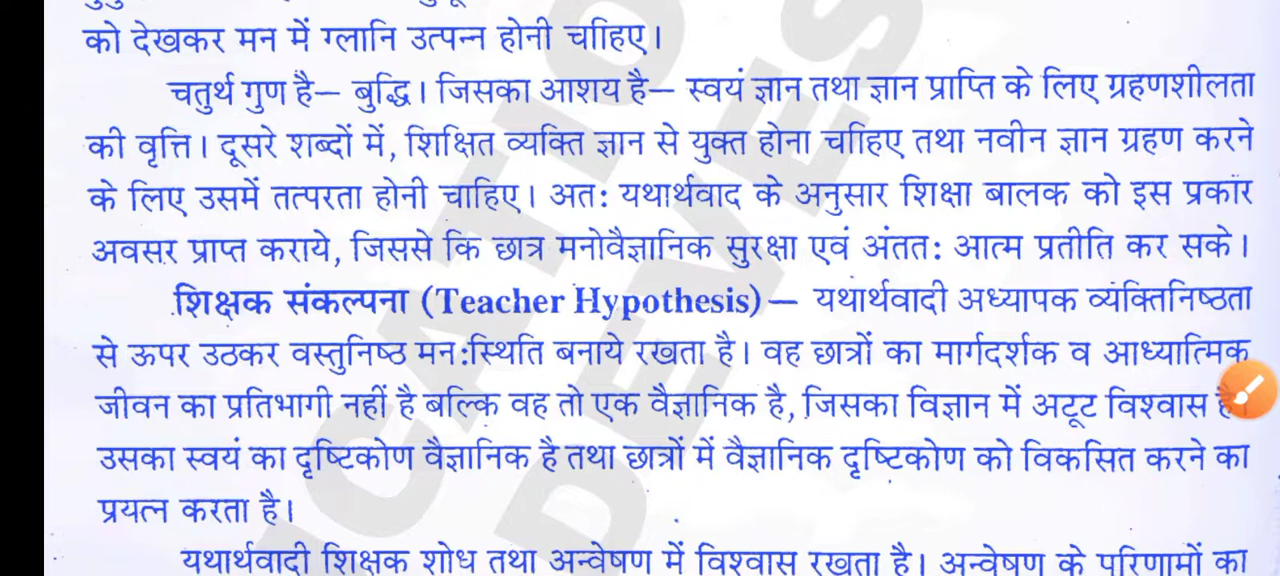 को देखकर मन में ग्लानि उत्पन्न होनी चाहिए।
चतुर्थ गुण है– बुद्धि। जिसका आशय है– स्वयं ज्ञान तथा ज्ञान प्राप्ति के लिए ग्रहणशीलता
की वृत्ति। दूसरे शब्दों में, शिक्षित व्यक्ति ज्ञान से युक्त होना चाहिए तथा नवीन ज्ञान ग्रहण करने
के लिए उसमें तत्परता होनी चाहिए। अतः यथार्थवाद के अनुसार शिक्षा बालक को इस प्रकार
अवसर प्राप्त कराये, जिससे कि छात्र मनोवैज्ञानिक सुरक्षा एवं अंततः आत्म प्रतीति कर सके।
शिक्षक संकल्पना (Teacher Hypothesis)– यथार्थवादी अध्यापक व्यक्तिनिष्ठता
से ऊपर उठकर वस्तुनिष्ठ मन:स्थिति बनाये रखता है। वह छात्रों का मार्गदर्शक व आध्यात्मिक
जीवन का प्रतिभागी नहीं है बल्कि वह तो एक वैज्ञानिक है, जिसका विज्ञान में अटूट विश्वास है
उसका स्वयं का दृष्टिकोण वैज्ञानिक है तथा छात्रों में वैज्ञानिक दृष्टिकोण को विकसित करने का
प्रयत्न करता है।
यथार्थवादी शिक्षक शोध तथा अन्वेषण में विश्वास रखता है। अन्वेषण के परिणामों का